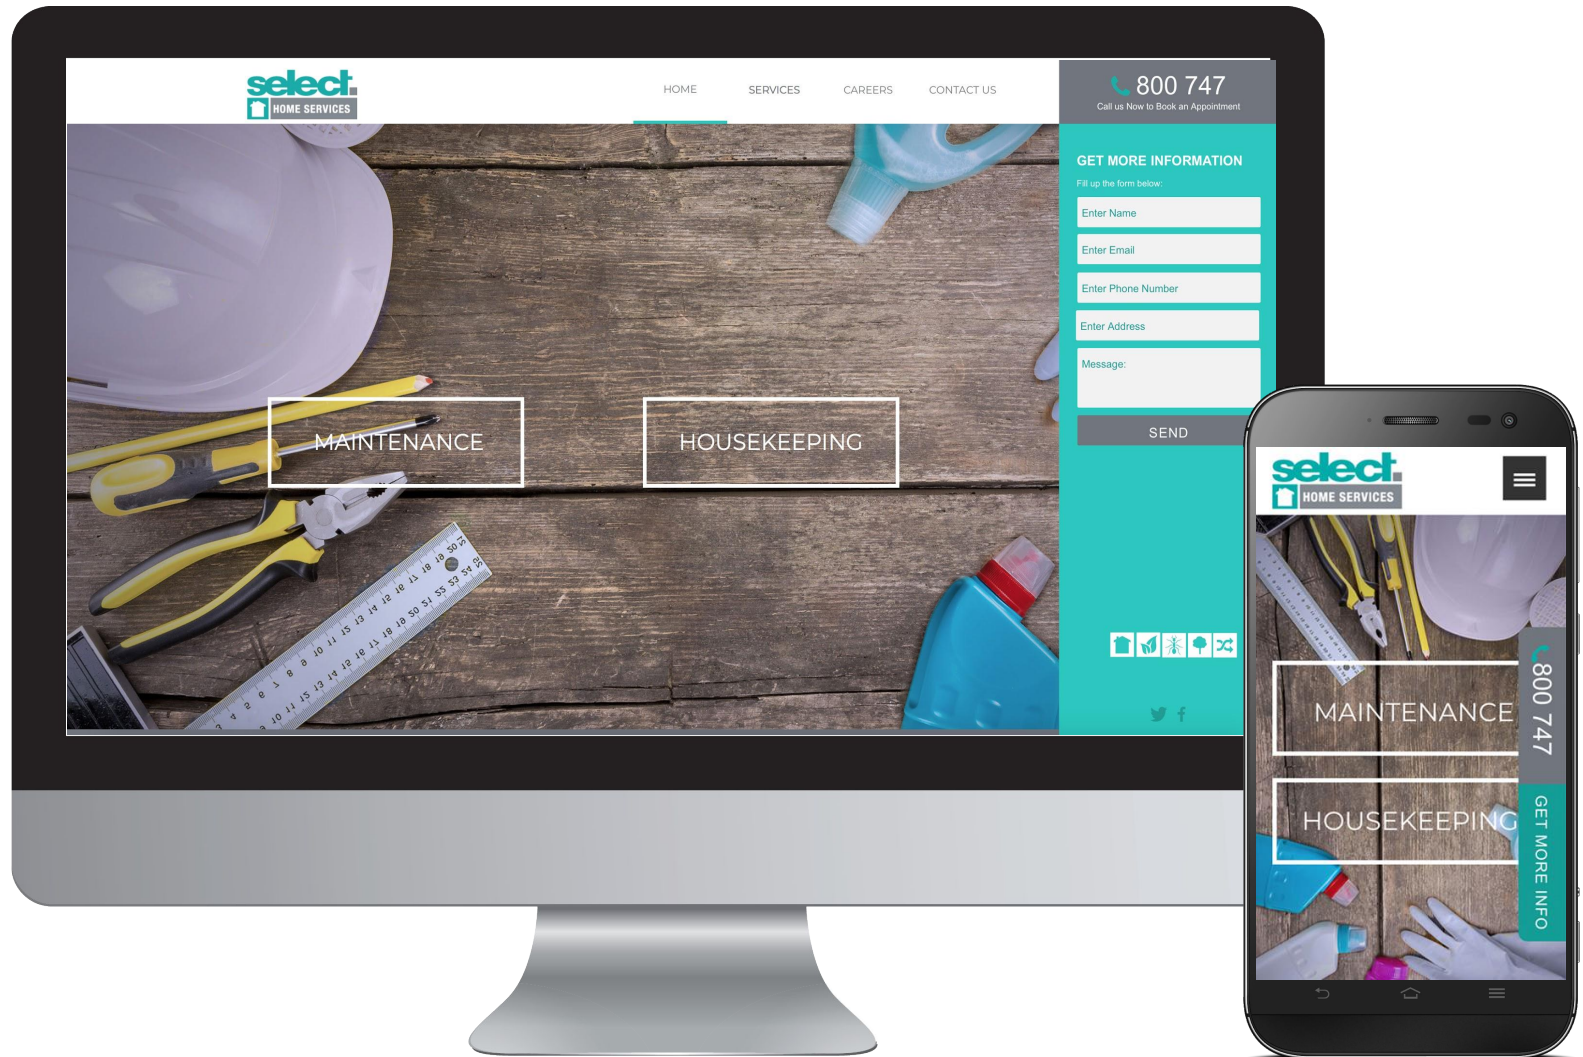 select.
HOME SERVICES
HOME
SERVICES
CAREERS
CONTACT US
800 747
Call us Now to Book an Appointment
GET MORE INFORMATION
Fill up the form below:
Enter Name
Enter Email
Enter Phone Number
Enter Address
Message:
SEND
MAINTENANCE
HOUSEKEEPING
select.
HOME SERVICES
800 747
MAINTENANCE
HOUSEKEEPING
GET MORE INFO